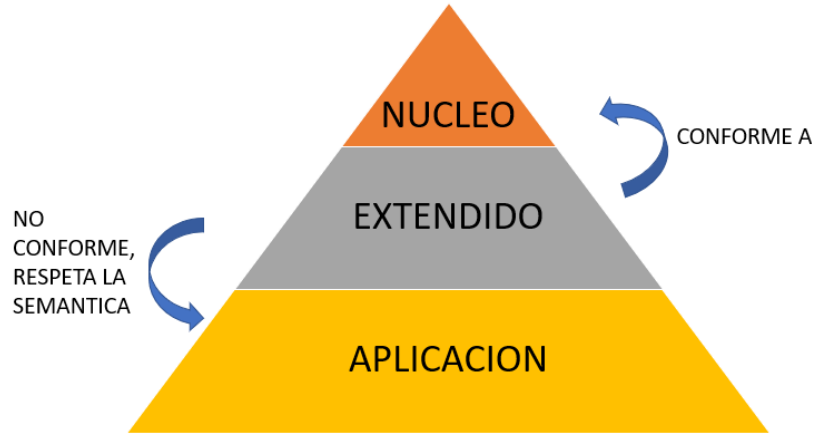 NUCLEO
CONFORME A
EXTENDIDO
NO
CONFORME,
RESPETA LA
SEMANTICA
APLICACION